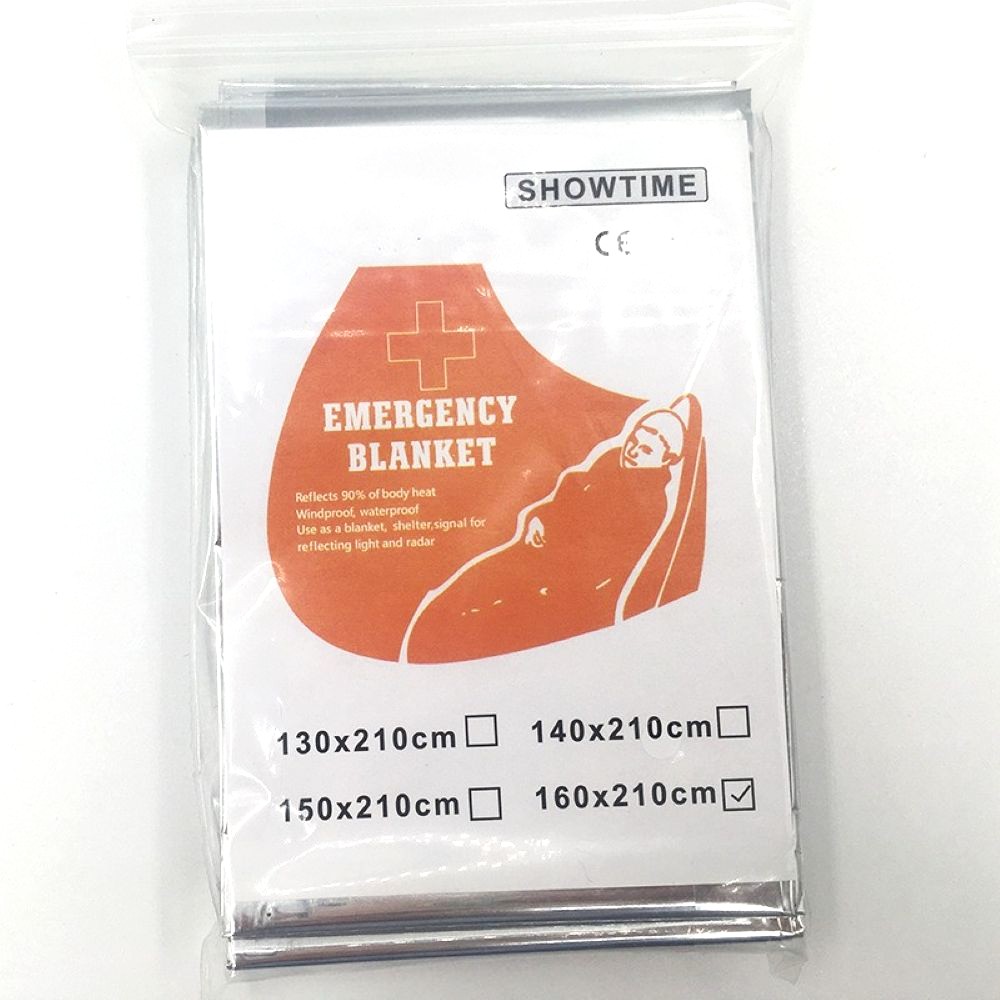 SHOWTIME
CE
EMERGENCY
BLANKET
Reflects 90% of body heat
Windproof, waterproof
Use as a blanket, shelter,signal for
reflecting light and radar
130x210cm 140x210cm
150x210cm 160x210cm